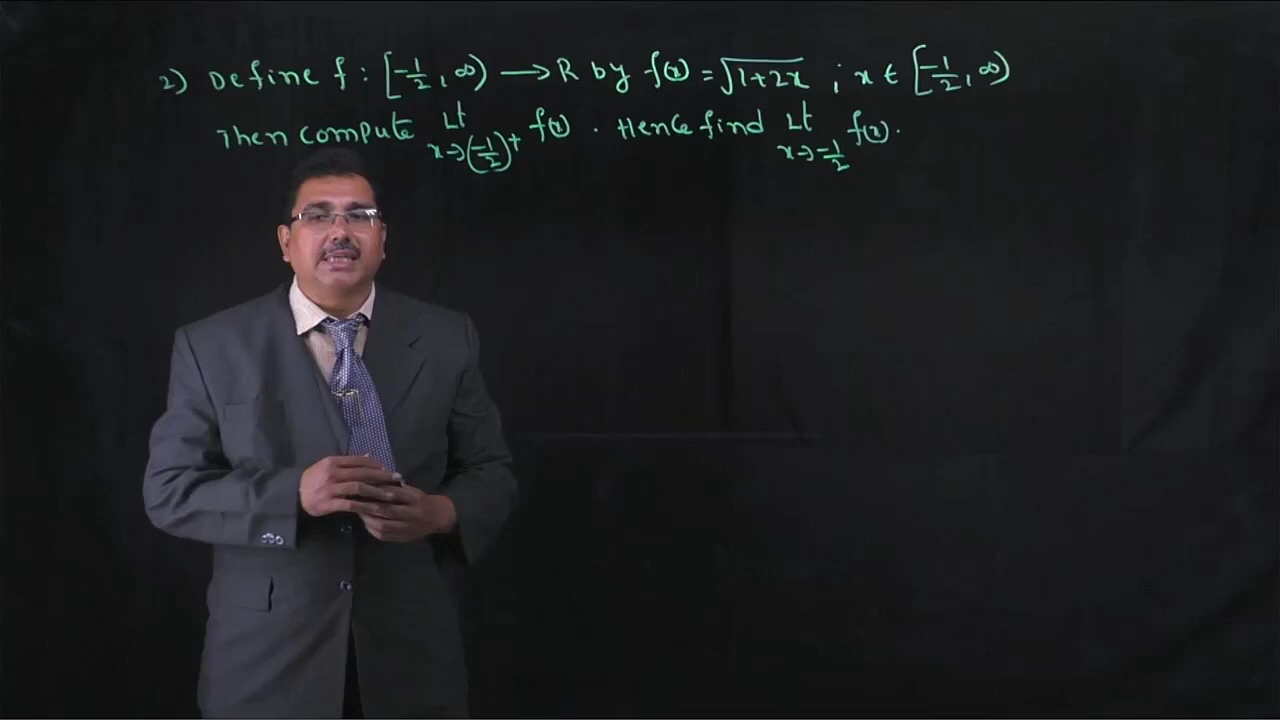 2) Define f : [-1/2, ∞) ⟶ R by f(x) = √(1+2x) ; x ∈ [-1/2, ∞)
Then compute Lt x→(-1/2)+ f(x) . Hence find Lt x→-1/2 f(x).